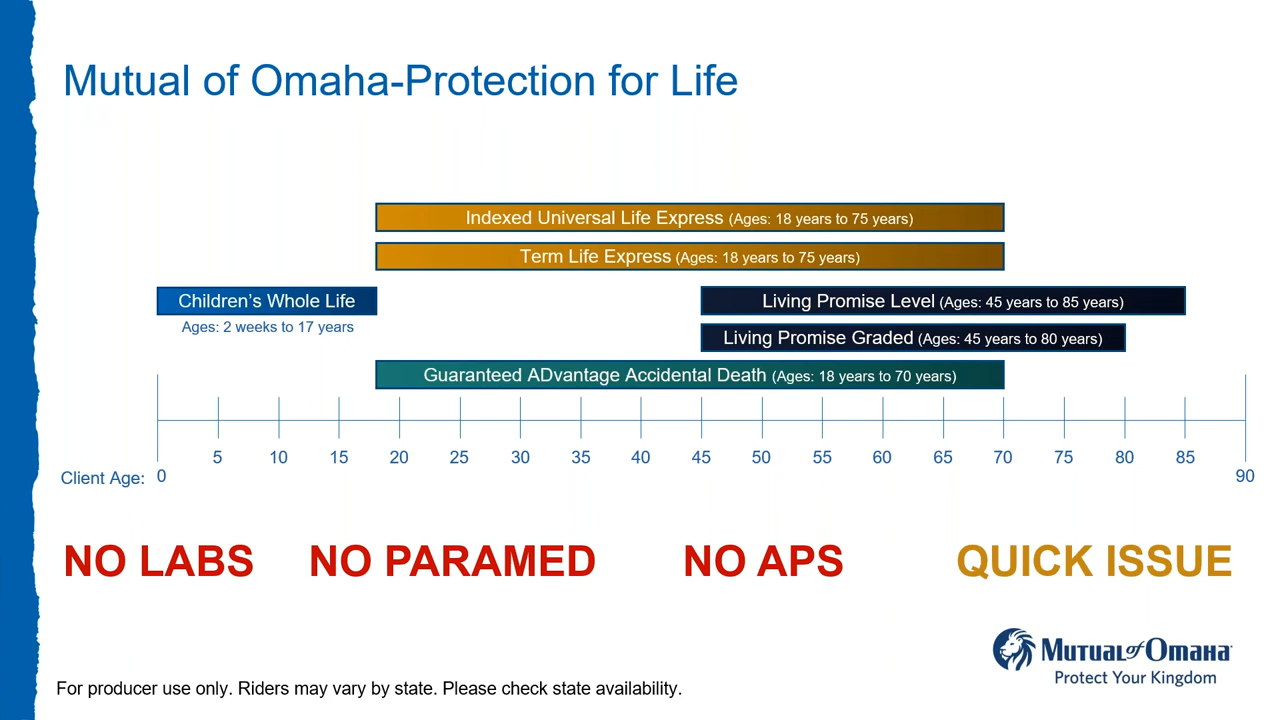 Mutual of Omaha-Protection for Life
Indexed Universal Life Express (Ages: 18 years to 75 years)
Term Life Express (Ages: 18 years to 75 years)
Children's Whole Life
Ages: 2 weeks to 17 years
Living Promise Level (Ages: 45 years to 85 years)
Living Promise Graded (Ages: 45 years to 80 years)
Guaranteed ADvantage Accidental Death (Ages: 18 years to 70 years)
5 10 15 20 25 30 35 40 45 50 55 60 65 70 75 80 85
Client Age: 0 90
NO LABS NO PARAMED NO APS QUICK ISSUE
Mutual of Omaha
Protect Your Kingdom
For producer use only. Riders may vary by state. Please check state availability.